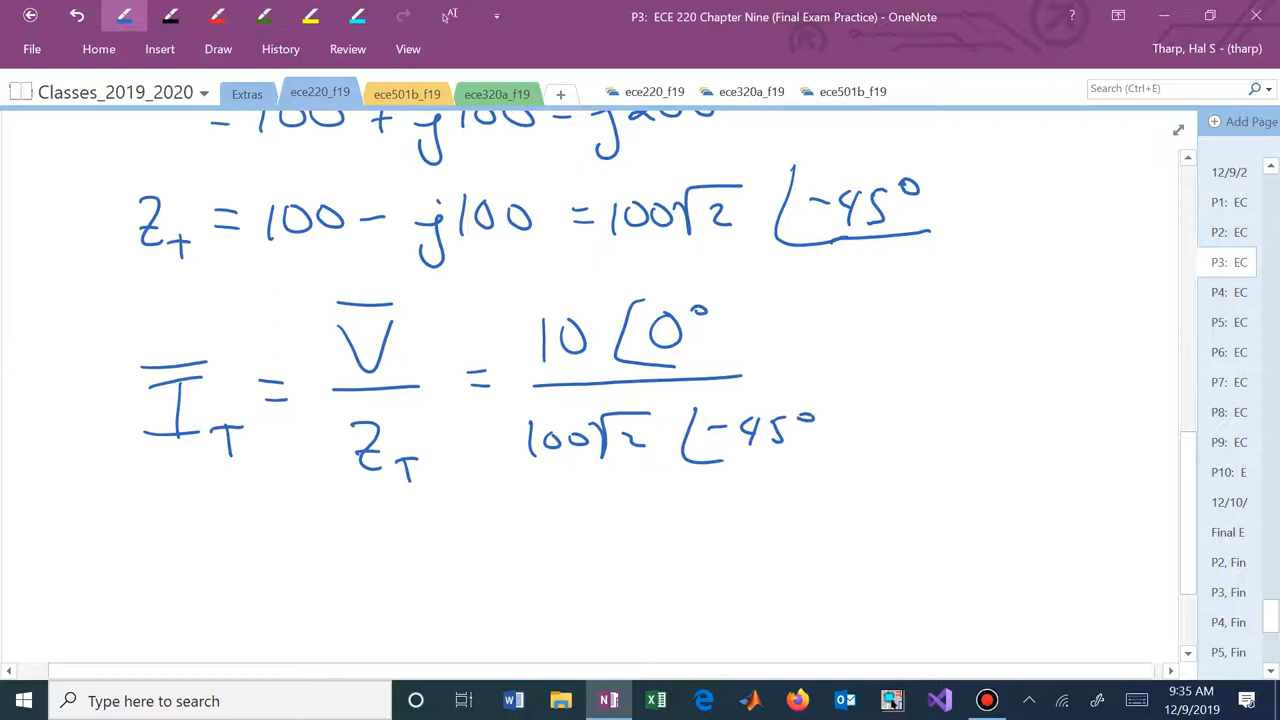 P3: ECE 220 Chapter Nine (Final Exam Practice) - OneNote
Tharp, Hal S - (tharp)
File Home Insert Draw History Review View
Classes_2019_2020 Extras ece220_f19 ece501b_f19 ece320a_f19 + ece220_f19 ece320a_f19 ece501b_f19 Search (Ctrl+E)
Add Page
= 100 + j100 - j200
Z_T = 100 - j100 = 100√2 ∠-45°
I̅_T = V̅ / Z_T = 10 ∠0° / 100√2 ∠-45°
12/9/2
P1: EC
P2: EC
P3: EC
P4: EC
P5: EC
P6: EC
P7: EC
P8: EC
P9: EC
P10: E
12/10/
Final E
P2, Fin
P3, Fin
P4, Fin
P5, Fin
Type here to search
9:35 AM
12/9/2019